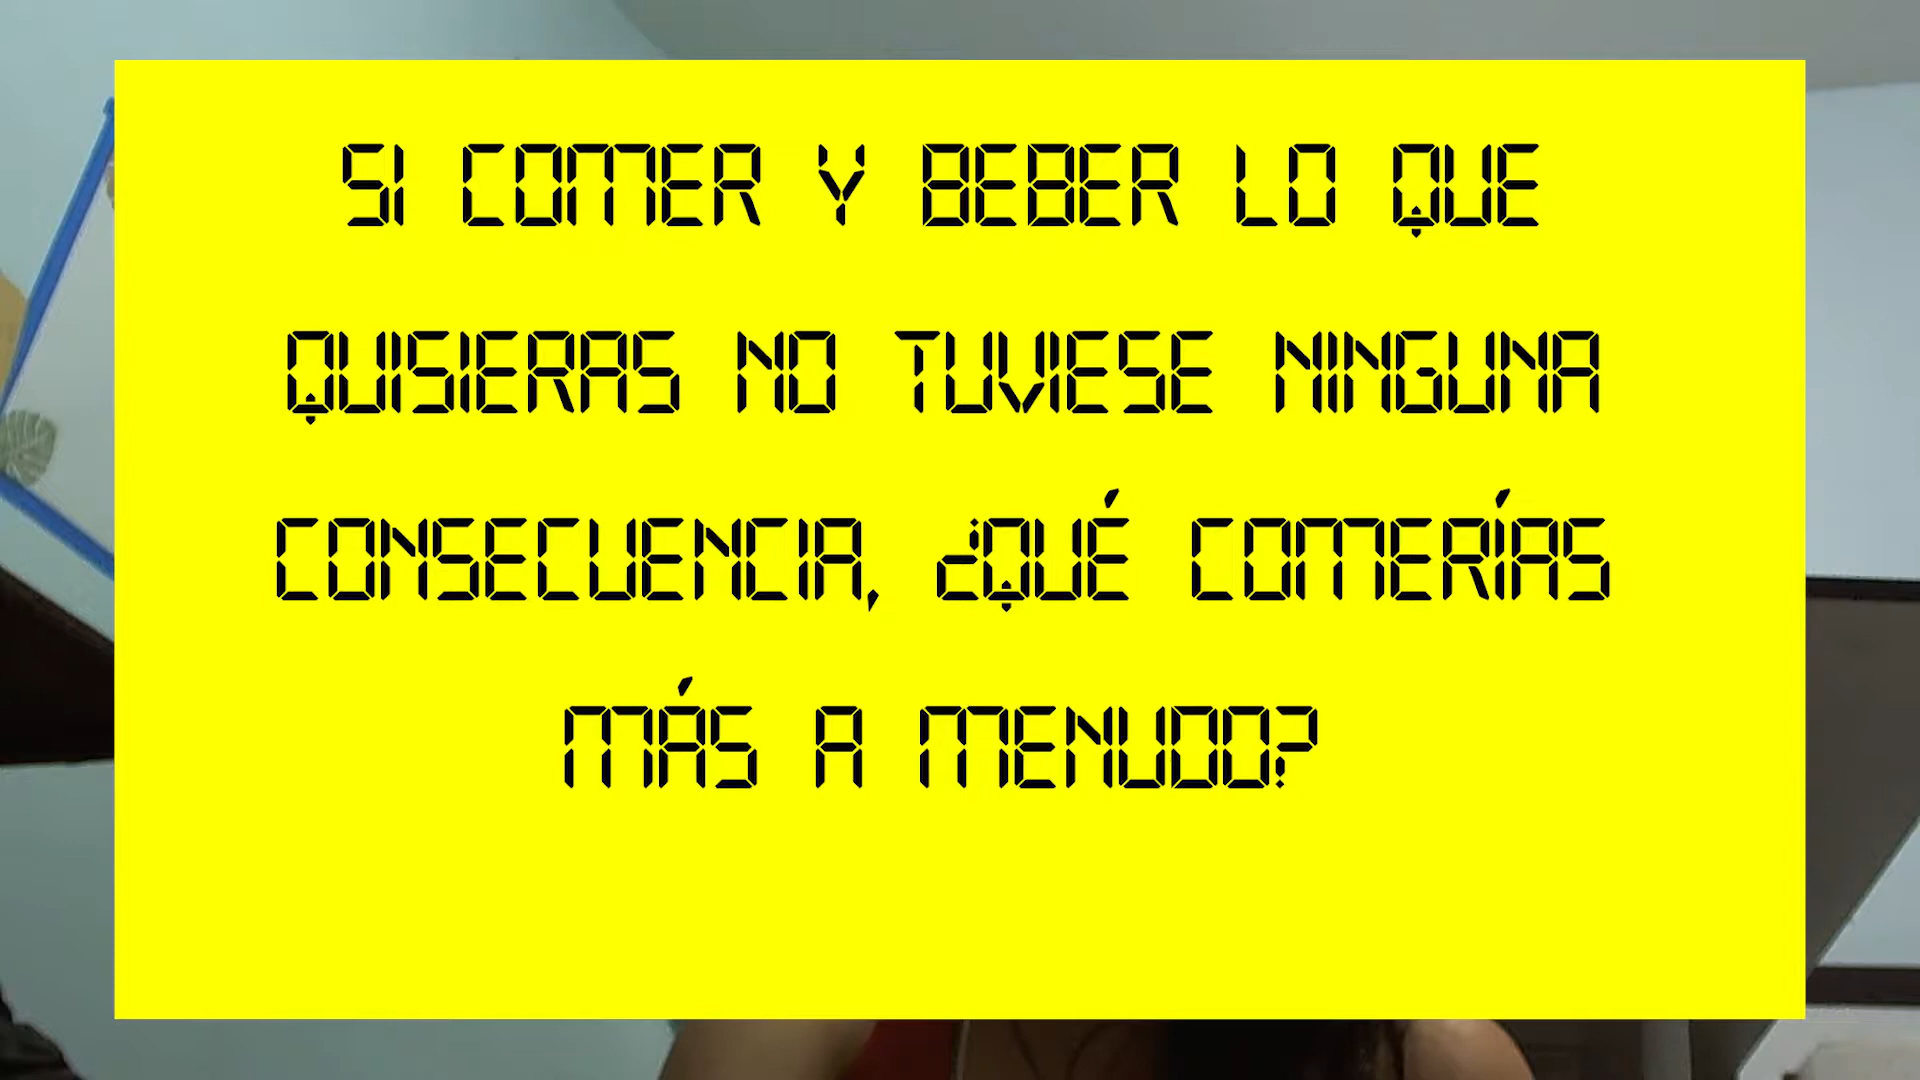 SI COMER Y BEBER LO QUE
QUISIERAS NO TUVIESE NINGUNA
CONSECUENCIA, ¿QUÉ COMERÍAS
MÁS A MENUDO?